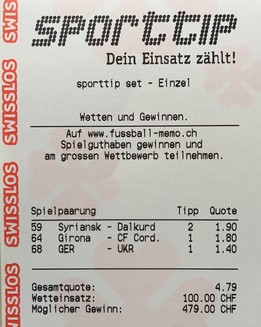 SWISSLOS
SWISSLOS
SWISSLOS
sporttip
Dein Einsatz zählt!
sporttip set - Einzel
Wetten und Gewinnen.
Auf www.fussball-memo.ch
Spielguthaben gewinnen und
am grossen Wettbewerb teilnehmen.
Spielpaarung Tipp Quote
59 Syriansk - Dalkurd 2 1.90
64 Girona - CF Cord. 1 1.80
68 GER - UKR 1 1.40
Gesamtquote: 4.79
Wetteinsatz: 100.00 CHF
Möglicher Gewinn: 479.00 CHF